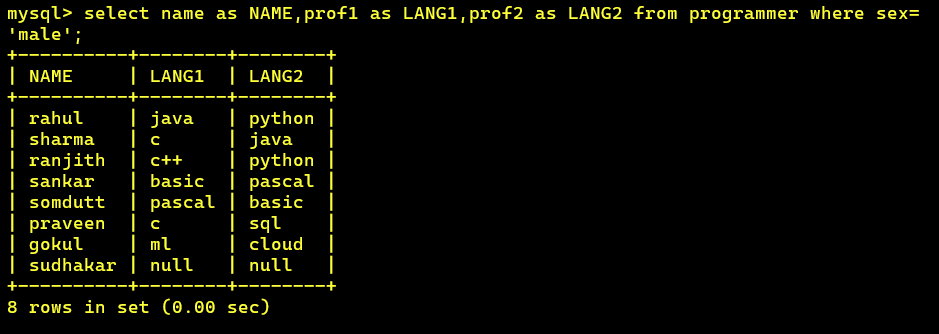 mysql> select name as NAME,prof1 as LANG1,prof2 as LANG2 from programmer where sex=
'male';
+----------+--------+--------+
| NAME     | LANG1  | LANG2  |
+----------+--------+--------+
| rahul    | java   | python |
| sharma   | c      | java   |
| ranjith  | c++    | python |
| sankar   | basic  | pascal |
| somdutt  | pascal | basic  |
| praveen  | c      | sql    |
| gokul    | ml     | cloud  |
| sudhakar | null   | null   |
+----------+--------+--------+
8 rows in set (0.00 sec)